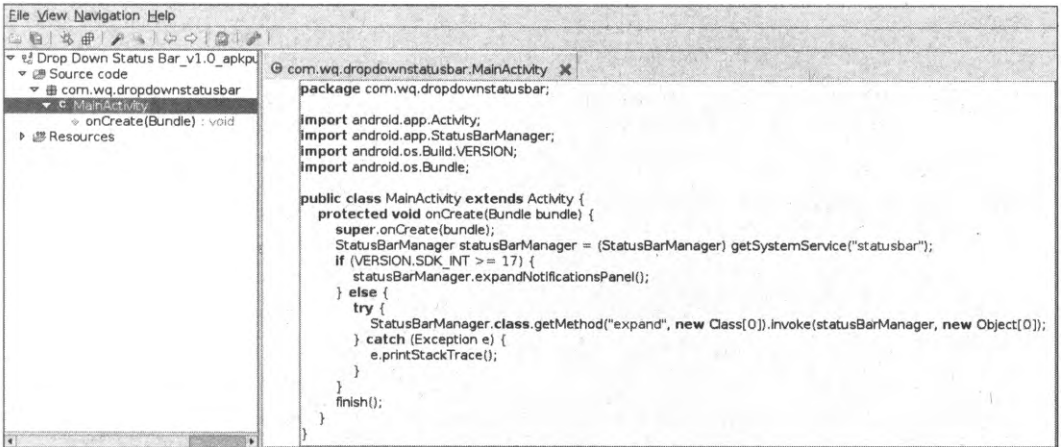 File View Navigation Help
Drop Down Status Bar_v1.0_apkpu
Source code
com.wq.dropdownstatusbar
MainActivity
onCreate(Bundle) : void
Resources
com.wq.dropdownstatusbar.MainActivity
package com.wq.dropdownstatusbar;
import android.app.Activity;
import android.app.StatusBarManager;
import android.os.Build.VERSION;
import android.os.Bundle;
public class MainActivity extends Activity {
protected void onCreate(Bundle bundle) {
super.onCreate(bundle);
StatusBarManager statusBarManager = (StatusBarManager) getSystemService("statusbar");
if (VERSION.SDK_INT >= 17) {
statusBarManager.expandNotificationsPanel();
} else {
try {
StatusBarManager.class.getMethod("expand", new Class[0]).invoke(statusBarManager, new Object[0]);
} catch (Exception e) {
e.printStackTrace();
}
}
finish();
}
}